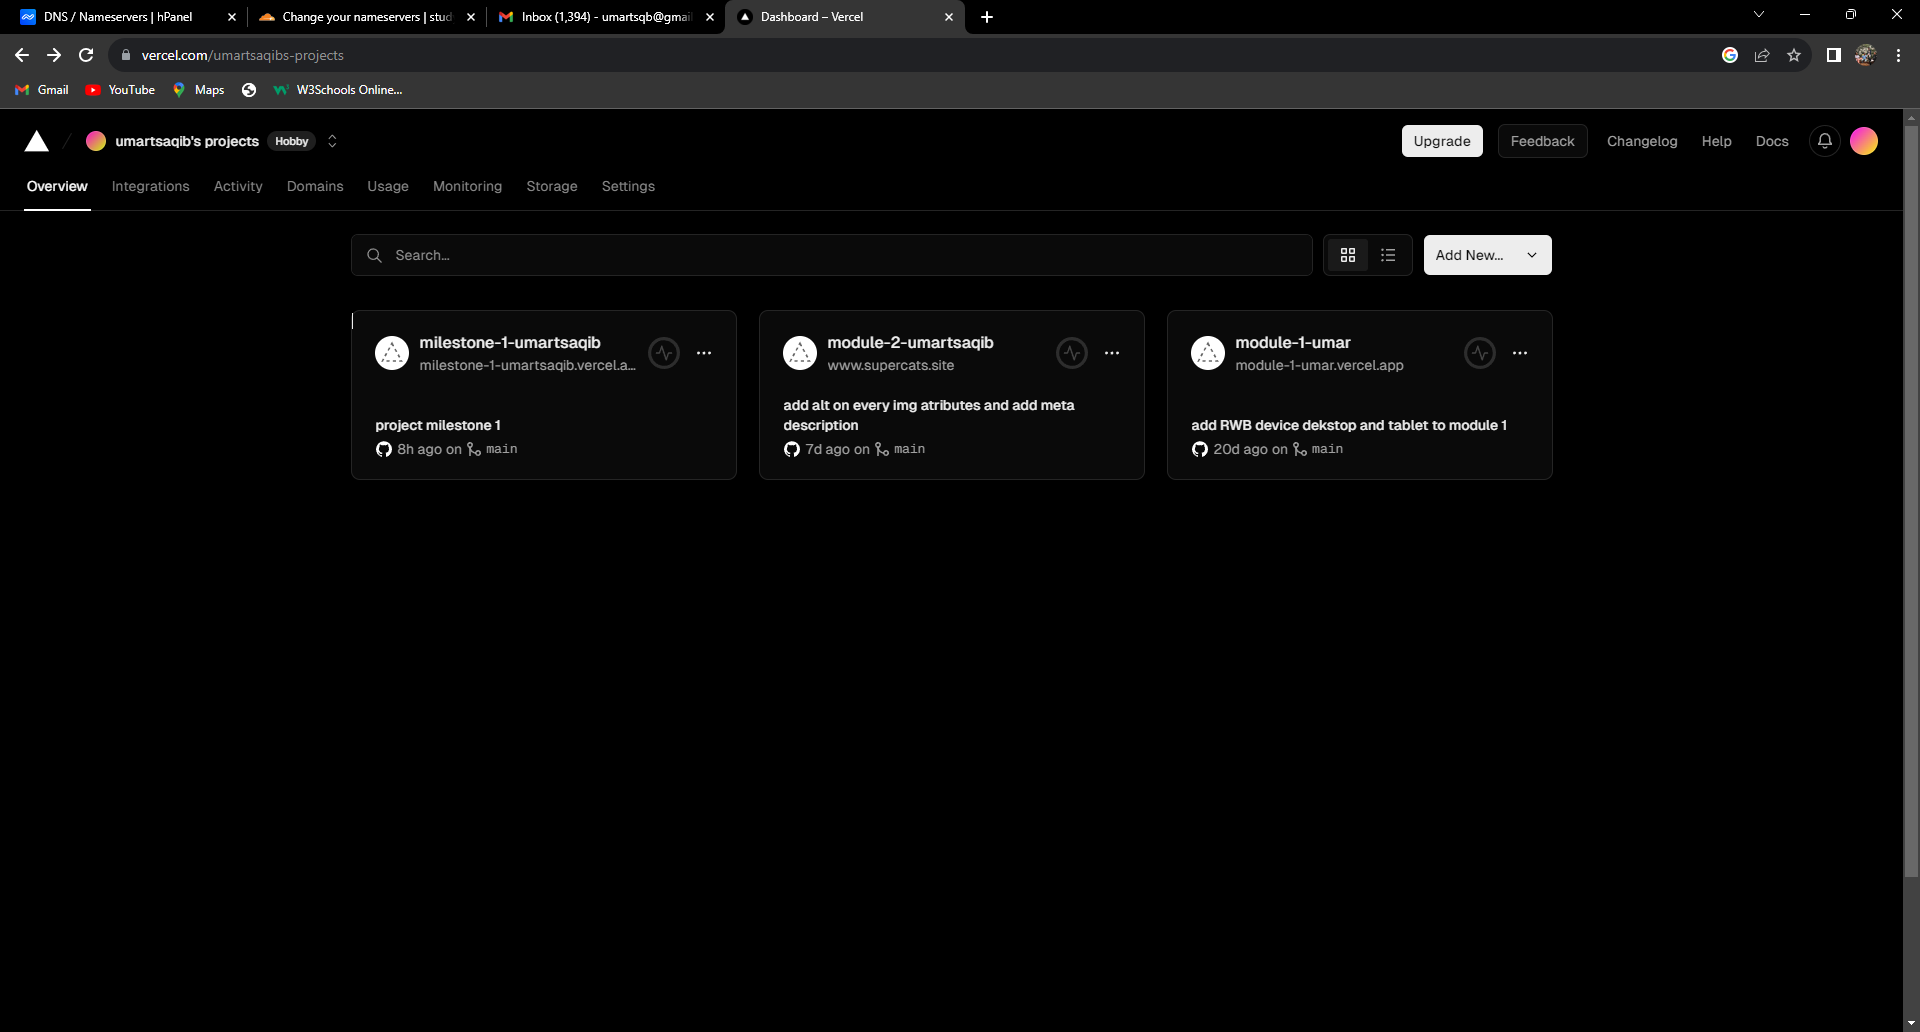 DNS / Nameservers | hPanel
Change your nameservers | stud
Inbox (1,394) - umartsqb@gmail
Dashboard – Vercel
vercel.com/umartsaqibs-projects
Gmail
YouTube
Maps
W3Schools Online...
umartsaqib's projects
Hobby
Upgrade
Feedback
Changelog
Help
Docs
Overview
Integrations
Activity
Domains
Usage
Monitoring
Storage
Settings
Search...
Add New...
milestone-1-umartsaqib
milestone-1-umartsaqib.vercel.a...
project milestone 1
8h ago on main
module-2-umartsaqib
www.supercats.site
add alt on every img atributes and add meta
description
7d ago on main
module-1-umar
module-1-umar.vercel.app
add RWB device dekstop and tablet to module 1
20d ago on main